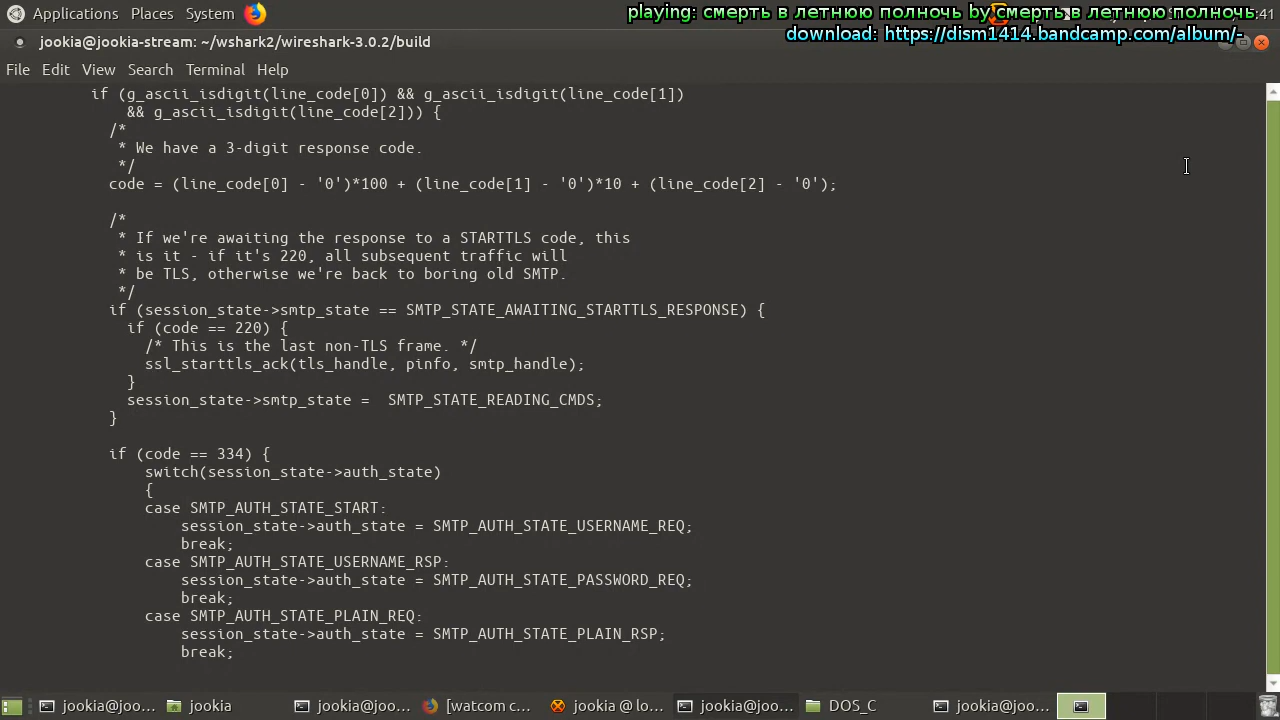 Applications Places System
playing: смерть в летнюю полночь by смерть в летнюю полночь
:41
download: https://dism1414.bandcamp.com/album/-
jookia@jookia-stream: ~/wshark2/wireshark-3.0.2/build
File Edit View Search Terminal Help
if (g_ascii_isdigit(line_code[0]) && g_ascii_isdigit(line_code[1])
&& g_ascii_isdigit(line_code[2])) {
/*
* We have a 3-digit response code.
*/
code = (line_code[0] - '0')*100 + (line_code[1] - '0')*10 + (line_code[2] - '0');
/*
* If we're awaiting the response to a STARTTLS code, this
* is it - if it's 220, all subsequent traffic will
* be TLS, otherwise we're back to boring old SMTP.
*/
if (session_state->smtp_state == SMTP_STATE_AWAITING_STARTTLS_RESPONSE) {
if (code == 220) {
/* This is the last non-TLS frame. */
ssl_starttls_ack(tls_handle, pinfo, smtp_handle);
}
session_state->smtp_state =  SMTP_STATE_READING_CMDS;
}
if (code == 334) {
switch(session_state->auth_state)
{
case SMTP_AUTH_STATE_START:
session_state->auth_state = SMTP_AUTH_STATE_USERNAME_REQ;
break;
case SMTP_AUTH_STATE_USERNAME_RSP:
session_state->auth_state = SMTP_AUTH_STATE_PASSWORD_REQ;
break;
case SMTP_AUTH_STATE_PLAIN_REQ:
session_state->auth_state = SMTP_AUTH_STATE_PLAIN_RSP;
break;
jookia@joo... jookia jookia@joo... [watcom c... jookia @ lo... jookia@joo... DOS_C jookia@joo...